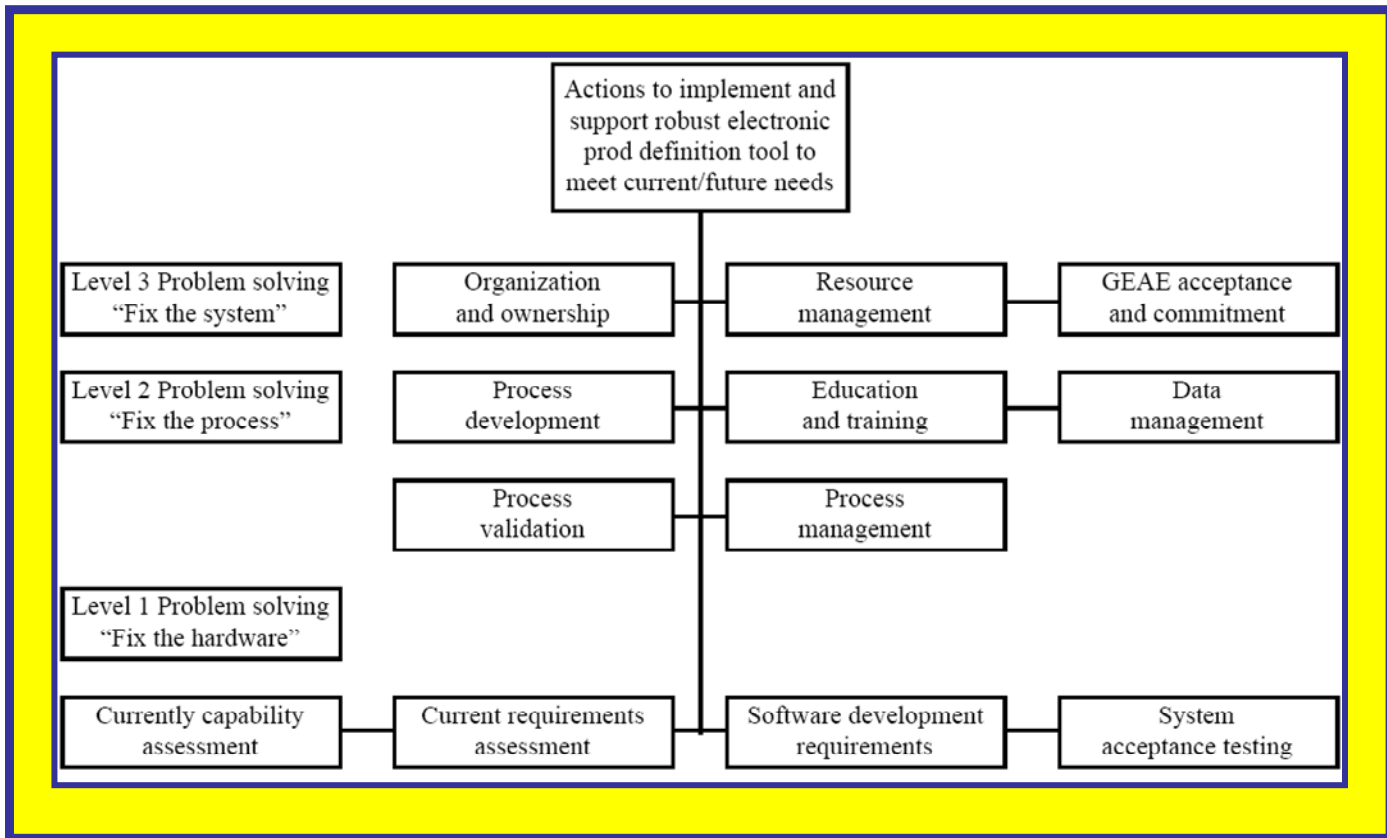 Actions to implement and
support robust electronic
prod definition tool to
meet current/future needs
Level 3 Problem solving
“Fix the system”
Organization
and ownership
Resource
management
GEAE acceptance
and commitment
Level 2 Problem solving
“Fix the process”
Process
development
Education
and training
Data
management
Process
validation
Process
management
Level 1 Problem solving
“Fix the hardware”
Currently capability
assessment
Current requirements
assessment
Software development
requirements
System
acceptance testing